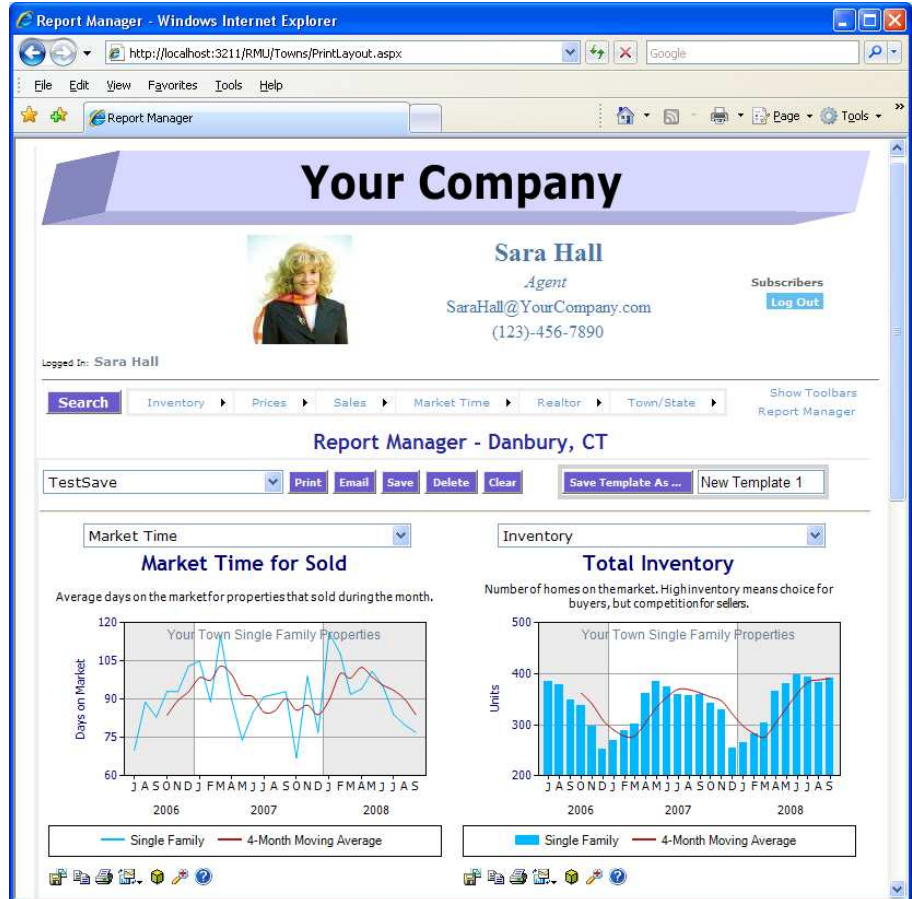 Report Manager - Windows Internet Explorer
http://localhost:3211/RMU/Towns/PrintLayout.aspx
Google
File Edit View Favorites Tools Help
Report Manager
Page Tools »
Your Company
Sara Hall
Agent
SaraHall@YourCompany.com
(123)-456-7890
Subscribers
Log Out
Logged In: Sara Hall
Search Inventory Prices Sales Market Time Realtor Town/State
Show Toolbars
Report Manager
Report Manager - Danbury, CT
TestSave Print Email Save Delete Clear Save Template As ... New Template 1
Market Time
Market Time for Sold
Average days on the market for properties that sold during the month.
Your Town Single Family Properties
Days on Market
120
105
90
75
60
J A S O N D J F M A M J J A S O N D J F M A M J J A S
2006 2007 2008
Single Family 4-Month Moving Average
Inventory
Total Inventory
Number of homes on the market. High inventory means choice for
buyers, but competition for sellers.
Your Town Single Family Properties
Units
500
400
300
200
J A S O N D J F M A M J J A S O N D J F M A M J J A S
2006 2007 2008
Single Family 4-Month Moving Average